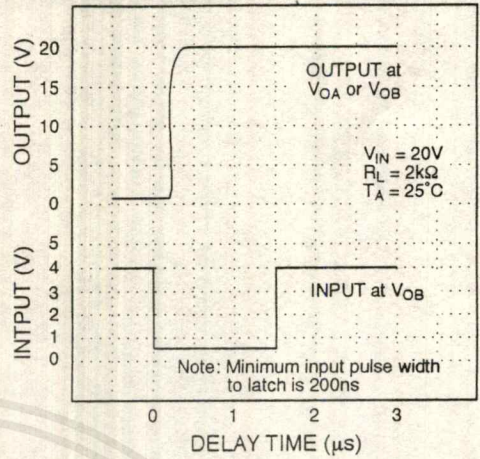 OUTPUT (V)
20
15
10
5
0
OUTPUT at
VOA or VOB
VIN = 20V
RL = 2kΩ
TA = 25°C
INTPUT (V)
5
4
3
2
1
0
INPUT at VOB
Note: Minimum input pulse width
to latch is 200ns
0 1 2 3
DELAY TIME (μs)